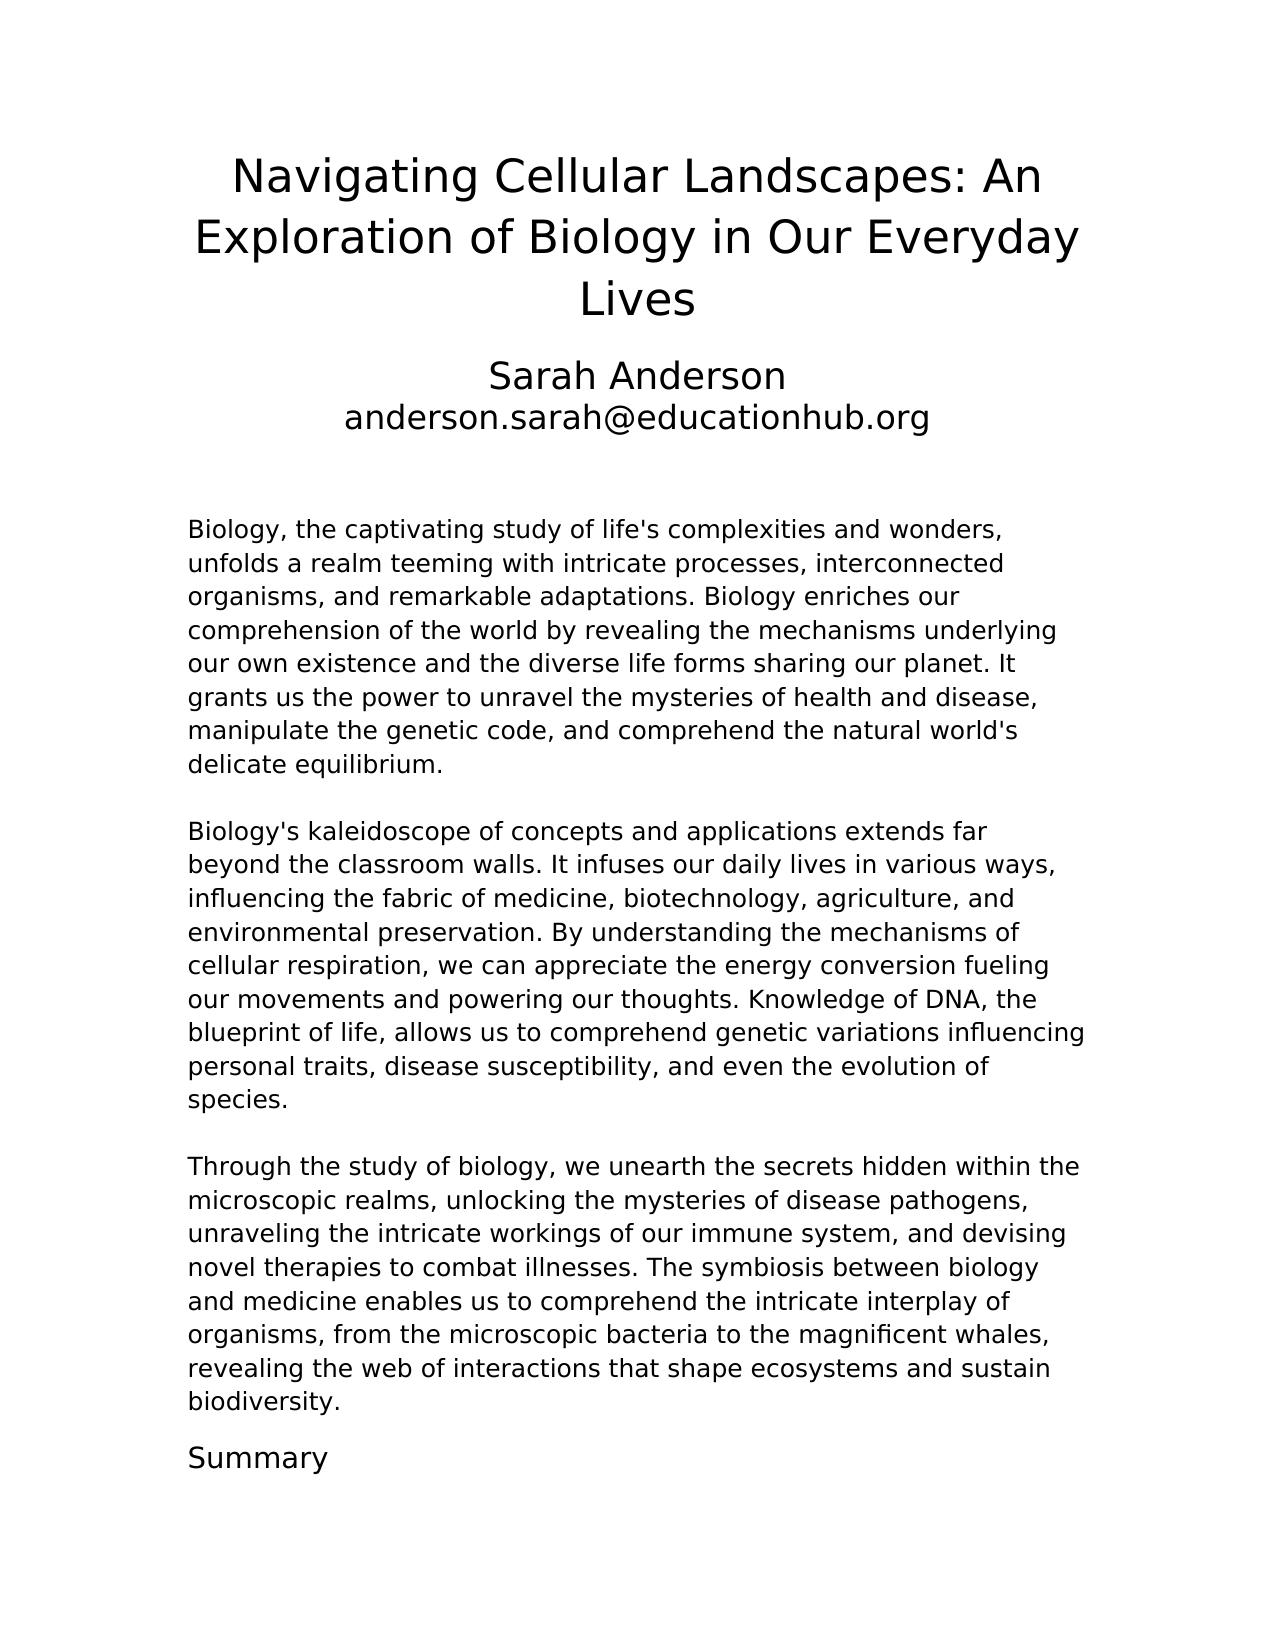 Navigating Cellular Landscapes: An
Exploration of Biology in Our Everyday
Lives
Sarah Anderson
anderson.sarah@educationhub.org
Biology, the captivating study of life's complexities and wonders,
unfolds a realm teeming with intricate processes, interconnected
organisms, and remarkable adaptations. Biology enriches our
comprehension of the world by revealing the mechanisms underlying
our own existence and the diverse life forms sharing our planet. It
grants us the power to unravel the mysteries of health and disease,
manipulate the genetic code, and comprehend the natural world's
delicate equilibrium.
Biology's kaleidoscope of concepts and applications extends far
beyond the classroom walls. It infuses our daily lives in various ways,
influencing the fabric of medicine, biotechnology, agriculture, and
environmental preservation. By understanding the mechanisms of
cellular respiration, we can appreciate the energy conversion fueling
our movements and powering our thoughts. Knowledge of DNA, the
blueprint of life, allows us to comprehend genetic variations influencing
personal traits, disease susceptibility, and even the evolution of
species.
Through the study of biology, we unearth the secrets hidden within the
microscopic realms, unlocking the mysteries of disease pathogens,
unraveling the intricate workings of our immune system, and devising
novel therapies to combat illnesses. The symbiosis between biology
and medicine enables us to comprehend the intricate interplay of
organisms, from the microscopic bacteria to the magnificent whales,
revealing the web of interactions that shape ecosystems and sustain
biodiversity.
Summary